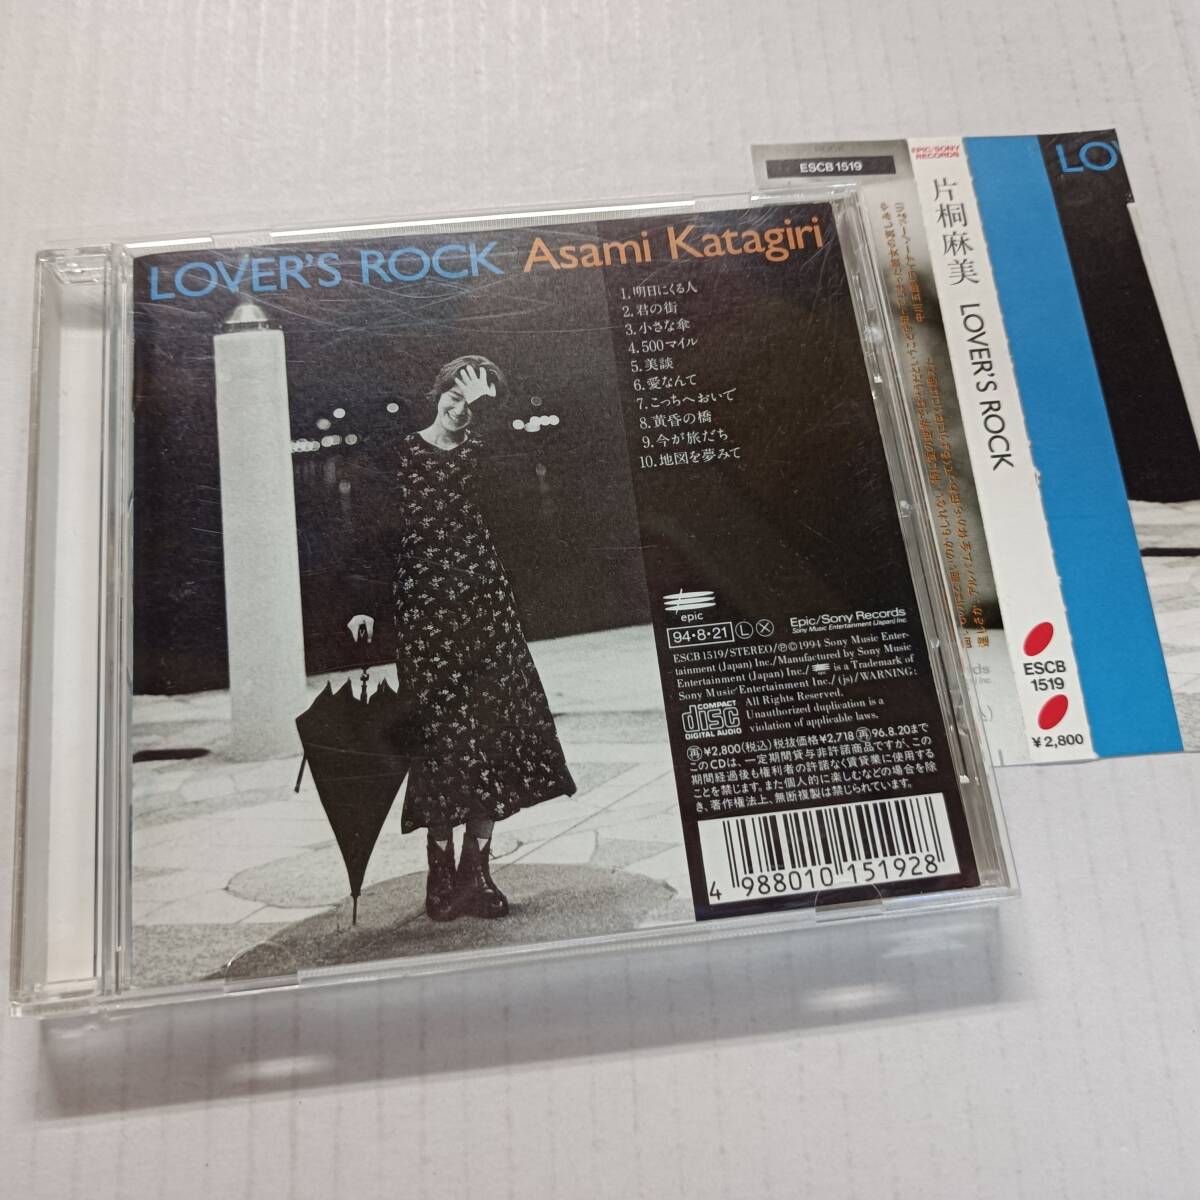 LOVER'S ROCK Asami Katagiri
1.明日にくる人
2.君の街
3.小さな傘
4.500マイル
5.美談
6.愛なんて
7.こっちへおいで
8.黄昏の橋
9.今が旅だち
10.地図を夢みて
epic
94・8・21 L X
Epic/Sony Records
Sony Music Entertainment (Japan) Inc.
ESCB 1519/STEREO/Ⓟ©1994 Sony Music Enter-
tainment (Japan) Inc./Manufactured by Sony Music
Entertainment (Japan) Inc./ is a Trademark of
Sony Music Entertainment Inc./(js)/WARNING:
All Rights Reserved.
Unauthorized duplication is a
violation of applicable laws.
COMPACT
disc
DIGITAL AUDIO
再¥2,800(税込)税抜価格¥2,718再96.8.20まで
このCDは、一定期間貸与非許諾商品ですが、この
期間経過後も権利者の許諾なく賃貸業に使用する
ことを禁じます。また個人的に楽しむなどの場合を除
き、著作権法上、無断複製は禁じられています。
4 988010 151928
ROCK
ESCB 1519
EPIC/SONY
RECORDS
片桐麻美 LOVER'S ROCK
ESCB
1519
¥2,800
LOV
中川五郎